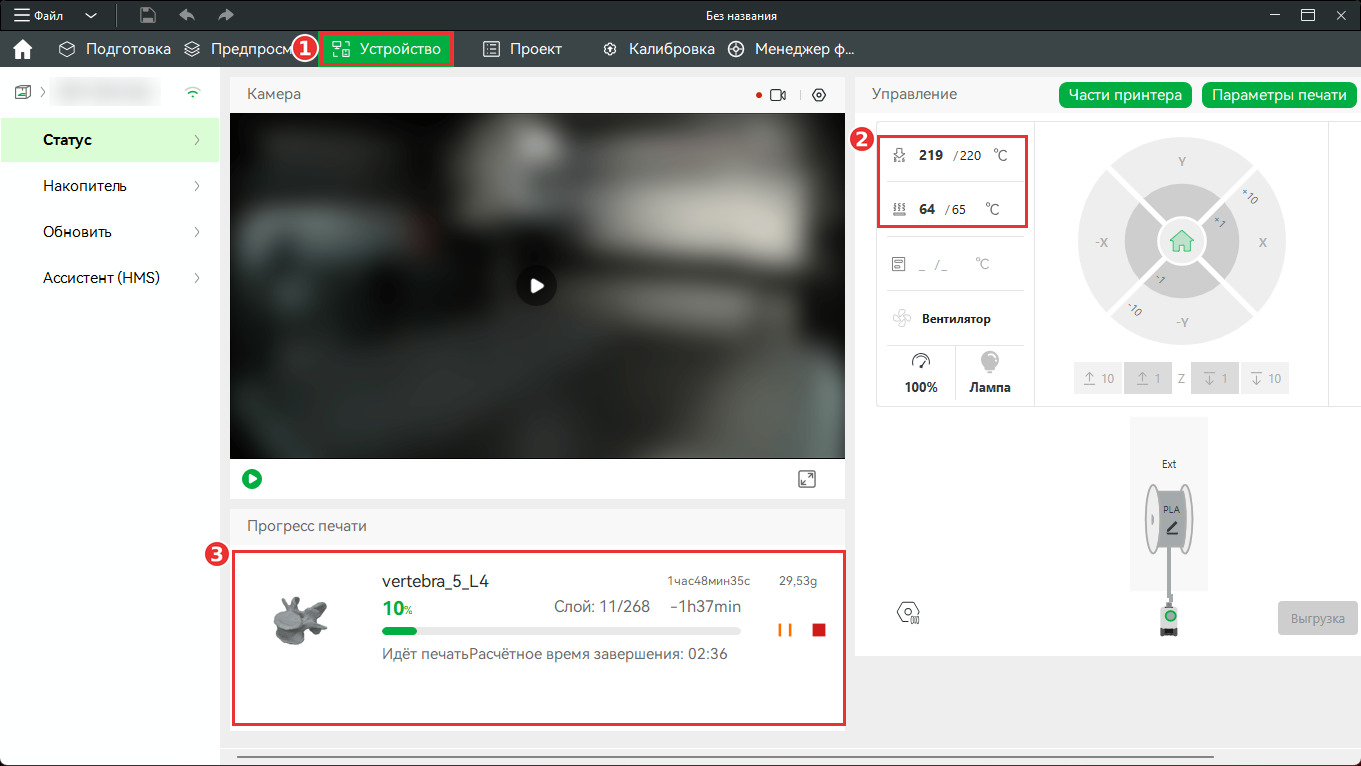 Файл
Без названия
Подготовка
Предпросм
1
Устройство
Проект
Калибровка
Менеджер ф...
Статус
Накопитель
Обновить
Ассистент (HMS)
Камера
Управление
Части принтера
Параметры печати
2
219 /220 °C
64 /65 °C
_ /_ °C
Вентилятор
100%
Лампа
Y
+10
+1
-X
X
-1
-10
-Y
10
1
Z
1
10
Ext
PLA
Выгрузка
Прогресс печати
3
vertebra_5_L4
1час48мин35с
29,53g
10%
Слой: 11/268
-1h37min
Идёт печатьРасчётное время завершения: 02:36